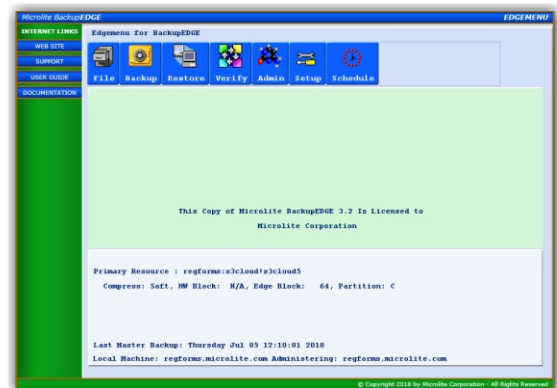 Microlite BackupEDGE EDGEMENU
INTERNET LINKS
WEB SITE
SUPPORT
USER GUIDE
DOCUMENTATION
Edgemenu for BackupEDGE
File Backup Restore Verify Admin Setup Schedule
This Copy of Microlite BackupEDGE 3.2 Is Licensed to
Microlite Corporation
Primary Resource : regforms:s3cloud!s3cloud5
Compress: Soft, HW Block: N/A, Edge Block: 64, Partition: C
Last Master Backup: Thursday Jul 05 12:10:01 2018
Local Machine: regforms.microlite.com Administering: regforms.microlite.com
© Copyright 2018 by Microlite Corporation - All Rights Reserved